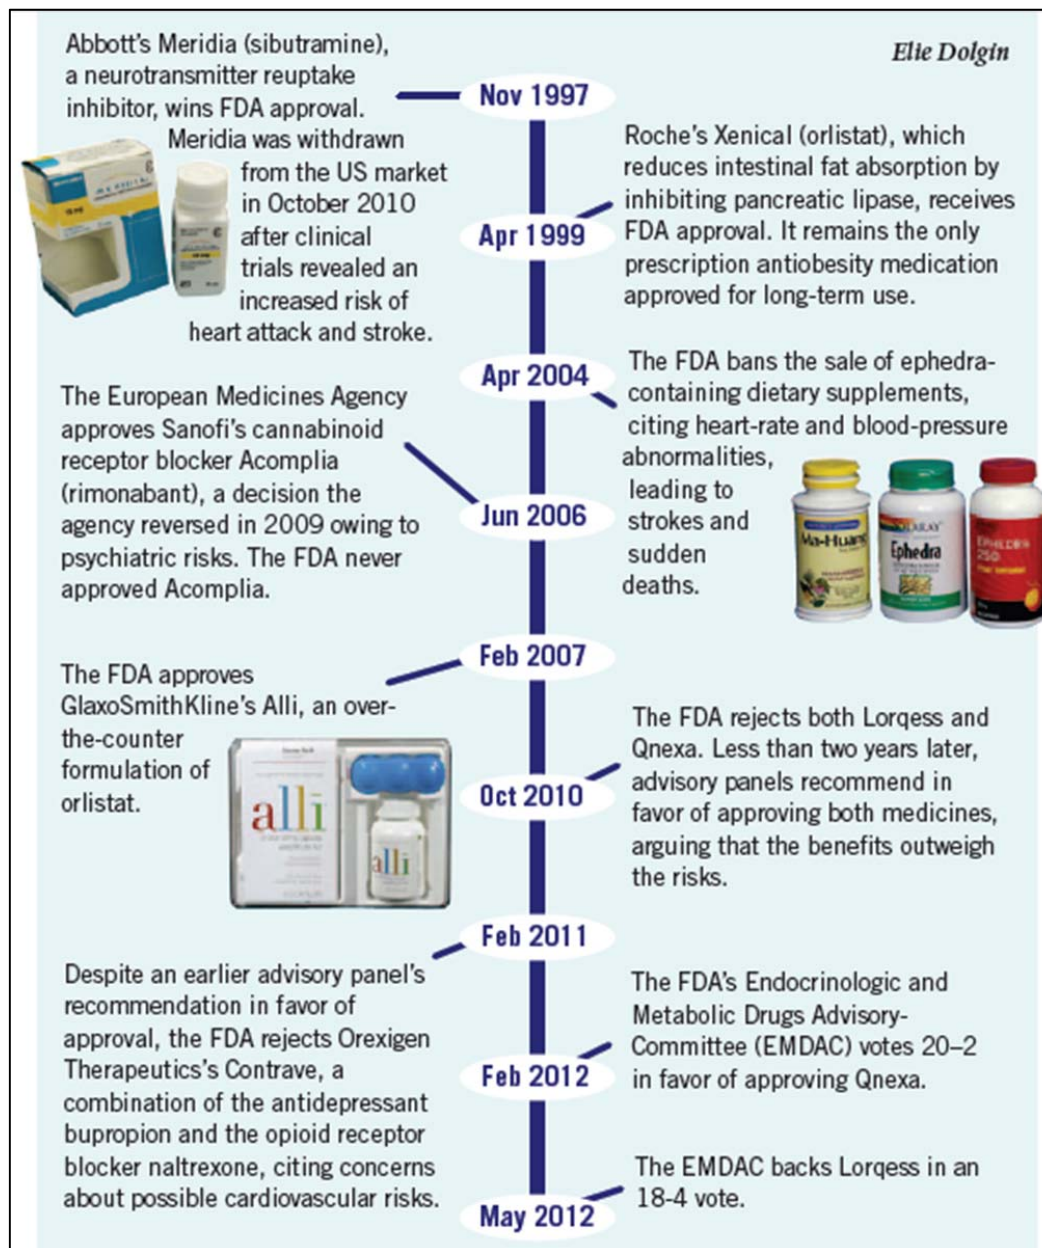 Elie Dolgin
Nov 1997
Abbott's Meridia (sibutramine),
a neurotransmitter reuptake
inhibitor, wins FDA approval.
Meridia was withdrawn
from the US market
in October 2010
after clinical
trials revealed an
increased risk of
heart attack and stroke.
Apr 1999
Roche's Xenical (orlistat), which
reduces intestinal fat absorption by
inhibiting pancreatic lipase, receives
FDA approval. It remains the only
prescription antiobesity medication
approved for long-term use.
Apr 2004
The FDA bans the sale of ephedra-
containing dietary supplements,
citing heart-rate and blood-pressure
abnormalities,
leading to
strokes and
sudden
deaths.
Ma-Huang
Ephedra
EPHEDRA
250
Jun 2006
The European Medicines Agency
approves Sanofi's cannabinoid
receptor blocker Acomplia
(rimonabant), a decision the
agency reversed in 2009 owing to
psychiatric risks. The FDA never
approved Acomplia.
Feb 2007
The FDA approves
GlaxoSmithKline's Alli, an over-
the-counter
formulation of
orlistat.
alli
alli
Oct 2010
The FDA rejects both Lorqess and
Qnexa. Less than two years later,
advisory panels recommend in
favor of approving both medicines,
arguing that the benefits outweigh
the risks.
Feb 2011
Despite an earlier advisory panel's
recommendation in favor of
approval, the FDA rejects Orexigen
Therapeutics's Contrave, a
combination of the antidepressant
bupropion and the opioid receptor
blocker naltrexone, citing concerns
about possible cardiovascular risks.
Feb 2012
The FDA's Endocrinologic and
Metabolic Drugs Advisory-
Committee (EMDAC) votes 20–2
in favor of approving Qnexa.
May 2012
The EMDAC backs Lorqess in an
18-4 vote.